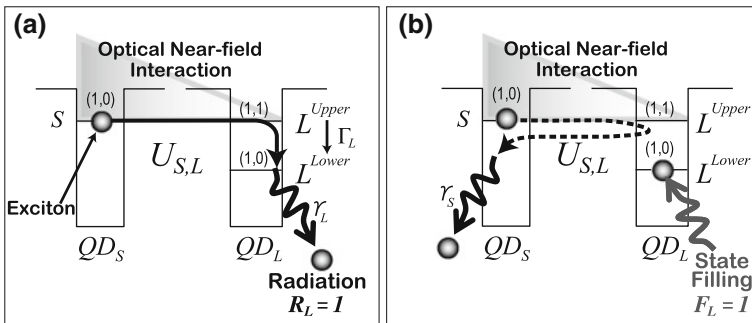 (a)
Optical Near-field
Interaction
(1,0)
(1,1)
S
L^Upper
Γ_L
U_S,L
(1,0)
L^Lower
Exciton
γ_L
QD_S
QD_L
Radiation
R_L = 1
(b)
Optical Near-field
Interaction
(1,0)
(1,1)
S
L^Upper
U_S,L
(1,0)
L^Lower
γ_S
QD_S
QD_L
State
Filling
F_L = 1